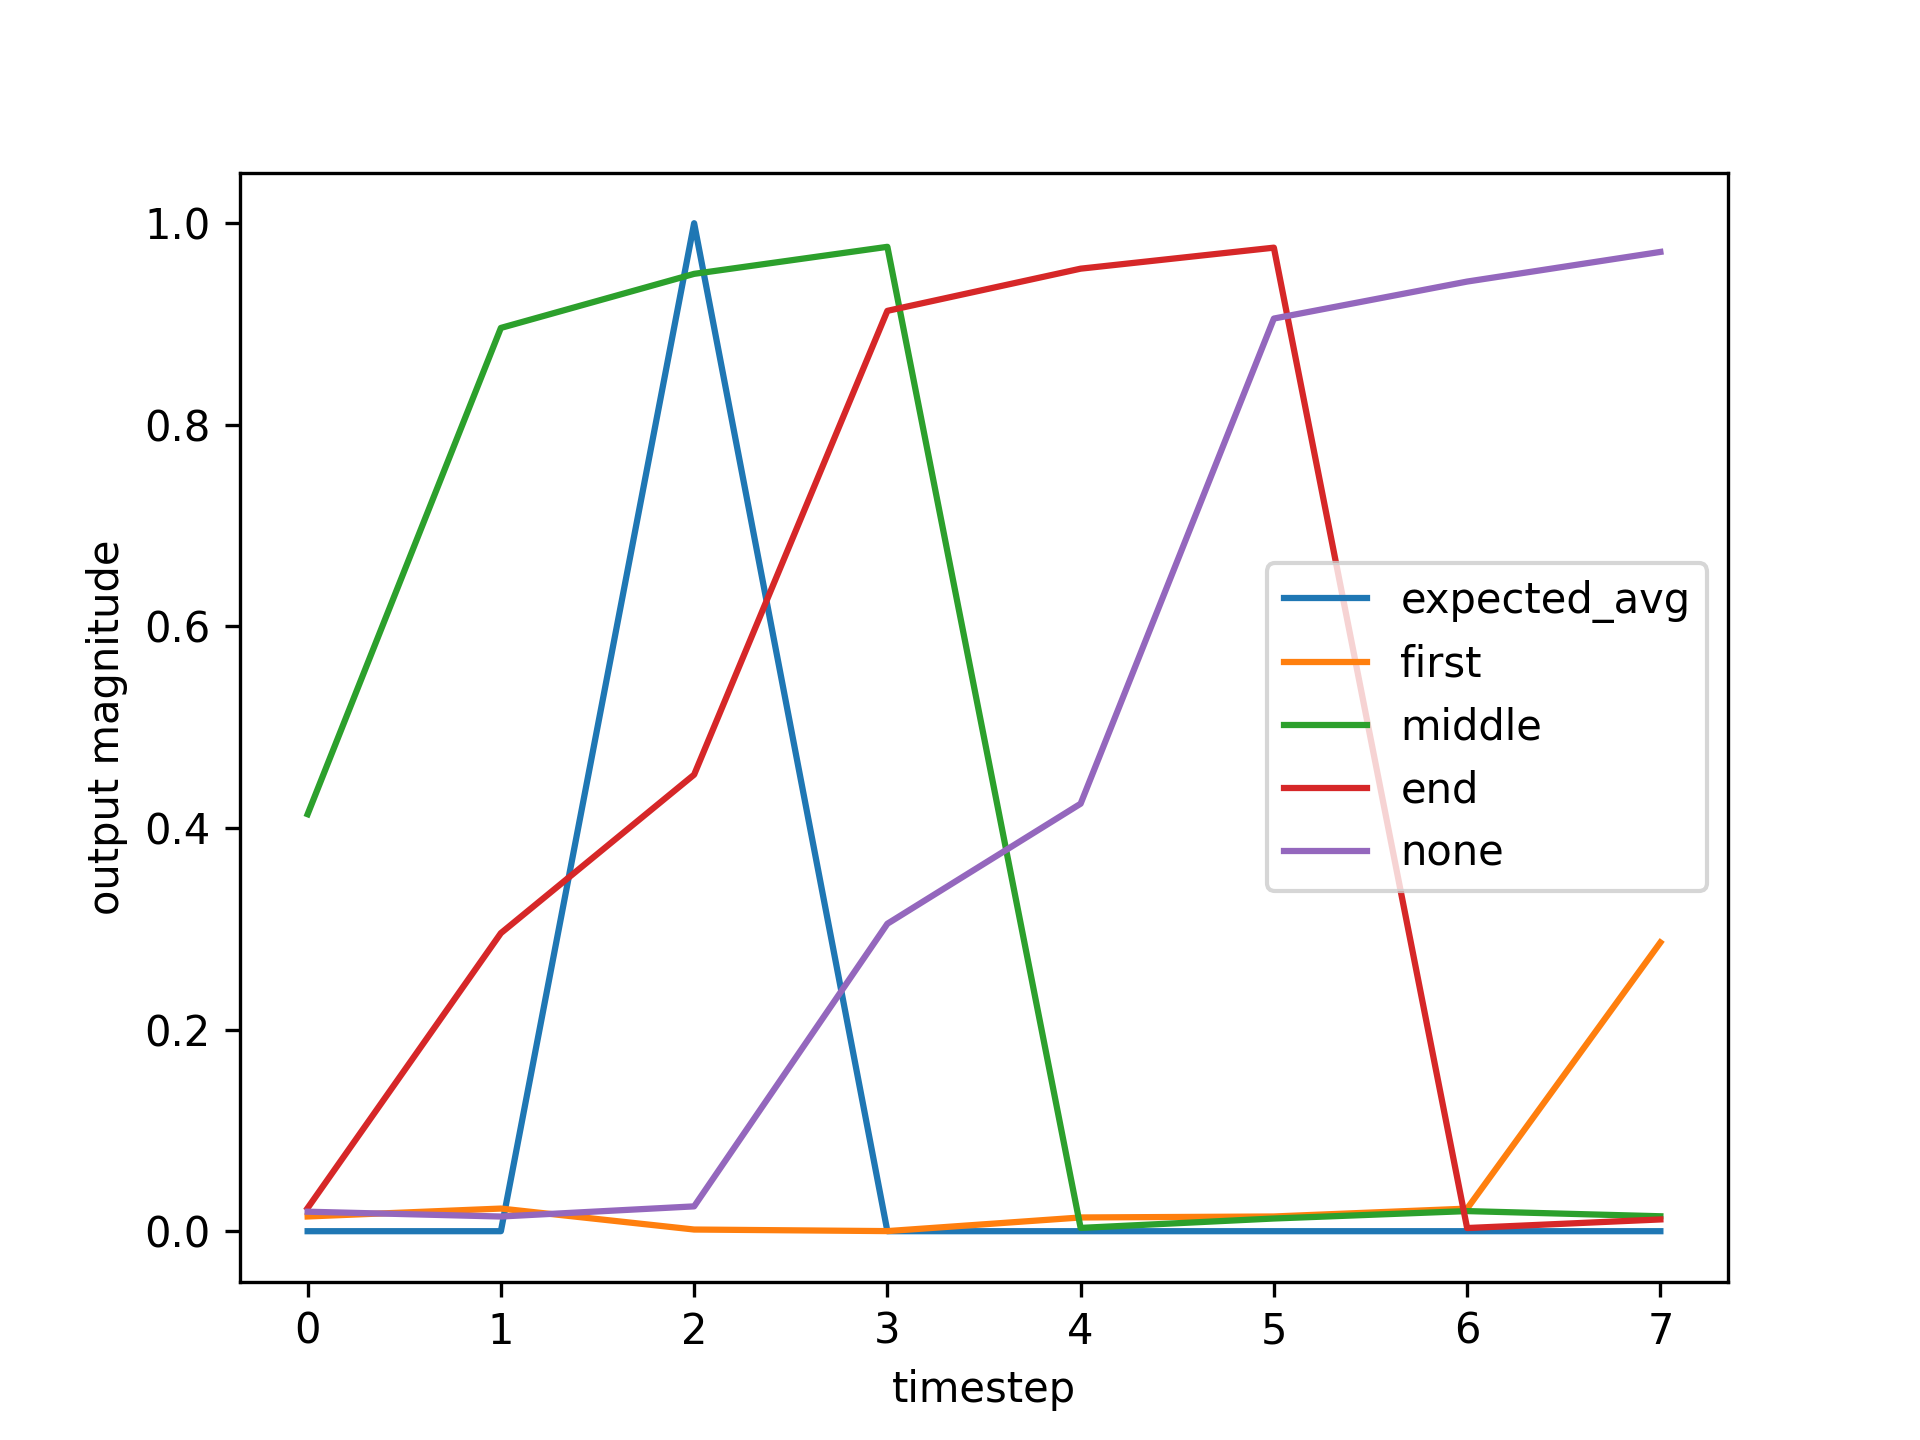 1.0
0.8
0.6
0.4
0.2
0.0
output magnitude
expected_avg
first
middle
end
none
0 1 2 3 4 5 6 7
timestep